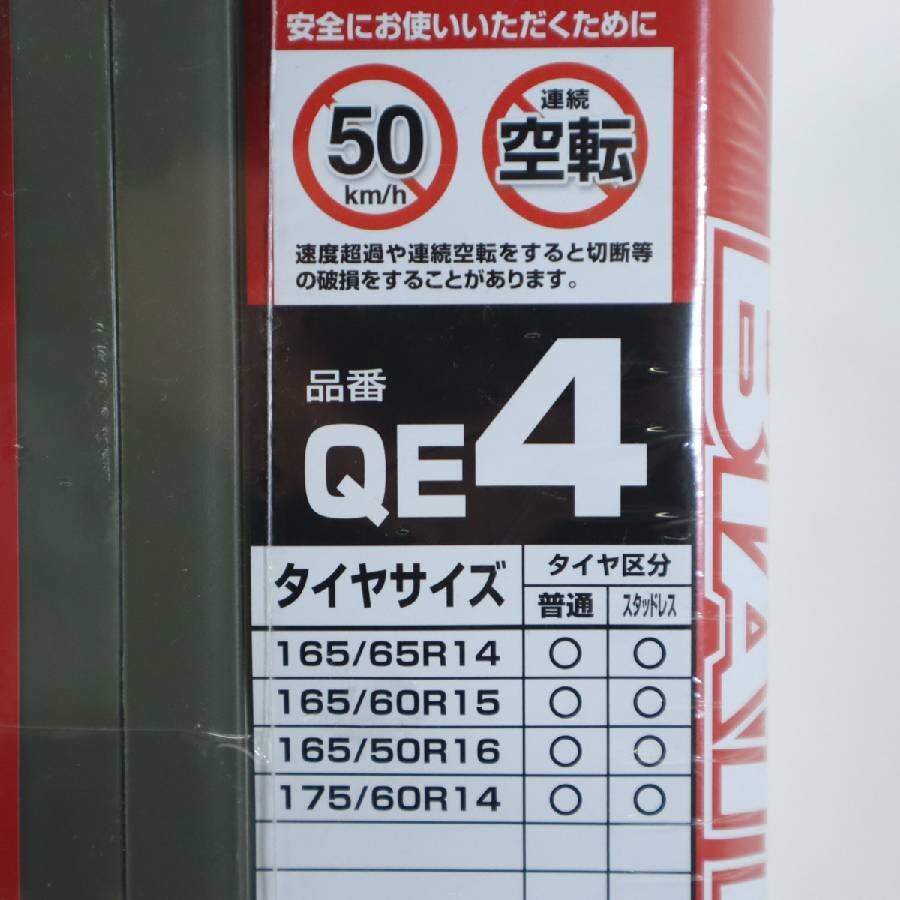 安全にお使いいただくために
50
km/h
連続
空転
速度超過や連続空転をすると切断等
の破損をすることがあります。
品番
QE4
タイヤサイズ
タイヤ区分
普通 スタッドレス
165/65R14 ○ ○
165/60R15 ○ ○
165/50R16 ○ ○
175/60R14 ○ ○